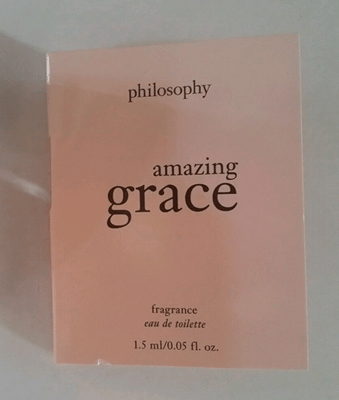 philosophy
amazing
grace
fragrance
eau de toilette
1.5 ml/0.05 fl. oz.